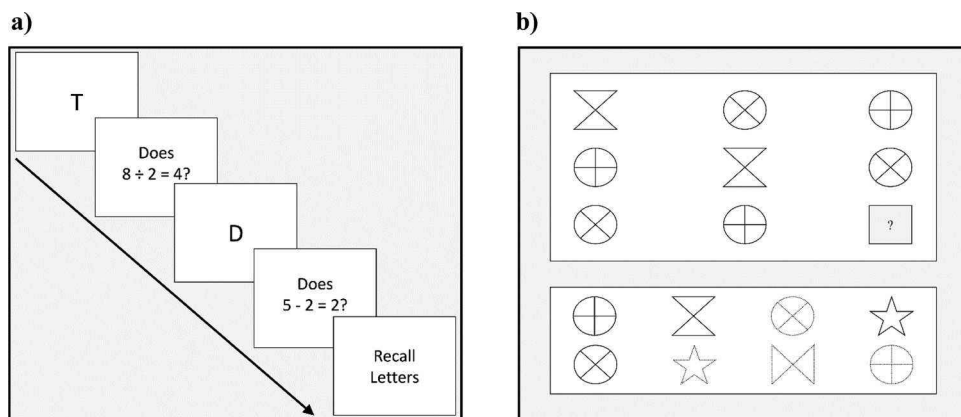 a)
T
Does
8 ÷ 2 = 4?
D
Does
5 - 2 = 2?
Recall
Letters
b)
?